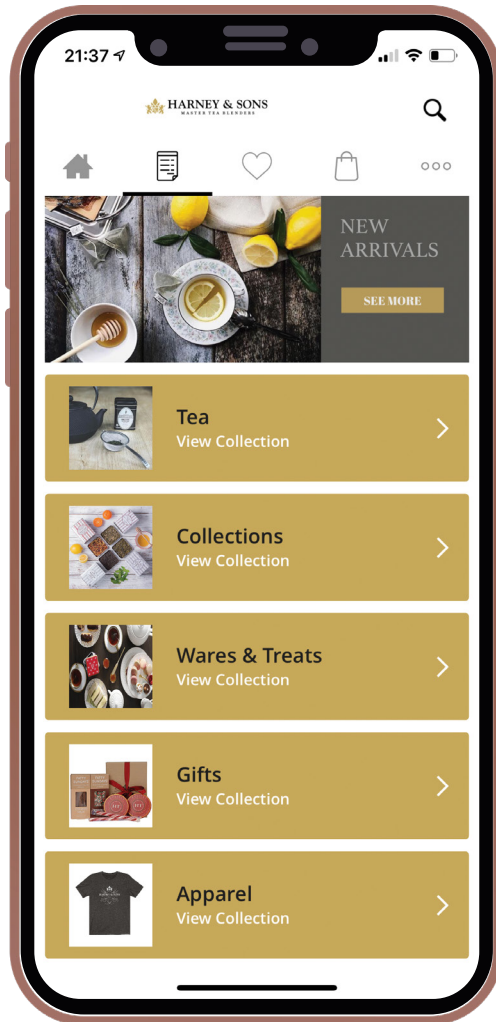 21:37
HARNEY & SONS
MASTER TEA BLENDERS
NEW
ARRIVALS
SEE MORE
Tea
View Collection
Collections
View Collection
Wares & Treats
View Collection
Gifts
View Collection
Apparel
View Collection